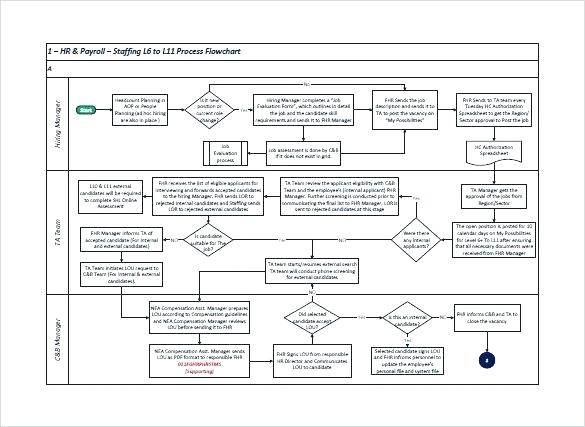 1 – HR & Payroll – Staffing L6 to L11 Process Flowchart
A
Hiring Manager
Start
Headcount Planning in
AOP or People
Planning (ad hoc hiring
are also in place )
Is it new
position or
current role
change?
No
Yes
Hiring Manager completes a "Job
Evaluation Form", which outlines in detail
the job and the candidate skill
requirements and sends it to FHR Manager
FHR Sends the job
description and sends it to
TA to post the vacancy on
"My Possibilities"
FHR Sends to TA team every
Tuesday HC Authorization
Spreadsheet to get the Region/
Sector approval to Post the job
Job
Evaluation
process
Job assessment is done by C&B
if it does not exist in grid.
HC Authorization
Spreadsheet
TA Team
L10 & L11 external
candidates will be required
to complete SHL Online
Assessment
FHR receives the list of eligible applicants for
interviewing and forwards accepted candidates
to the hiring Manager. FHR sends LOR to
rejected internal candidates and Staffing sends
LOR to rejected external candidates
TA Team review the applicant eligibility with C&B
Team and the employee's (internal applicant) FHR
Manager. Further screening is conducted prior to
communicating the final list to FHR Manager. LOR is
sent to rejected candidates at this stage
TA Manager gets the
approval of the jobs from
Region/Sector
FHR Manager informs TA of
accepted candidate (For internal
and external candidates)
NO
Is candidate
suitable for The
job?
Yes
Were there
any internal
applicants?
Yes
The open position is posted for 10
calendar days on My Possibilities
for Level 6+ To L11 after ensuring
that all necessary documents were
received from FHR Manager
TA Team initiates LOU request to
C&B Team (For Internal & external
candidates).
TA team starts/resumes external search
TA team will conduct phone screening
for external candidates
C&B Manager
NO
NEA Compensation Asst. Manager prepares
LOU according to Compensation guidelines
and NEA Compensation Manager reviews
LOU before sending it to FHR
Did selected
candidate accept
LOU?
Yes
Is this an internal
candidate?
NO
FHR informs C&B and TA to
close the vacancy
Yes
NEA Compensation Asst. Manager sends
LOU as PDF format to responsible FHR
[Supporting]
FHR Signs LOU from responsible
HR Director and Communicates
LOU to candidate
Selected candidate signs LOU
and FHR informs personnel to
update the employee's
personal file and system file